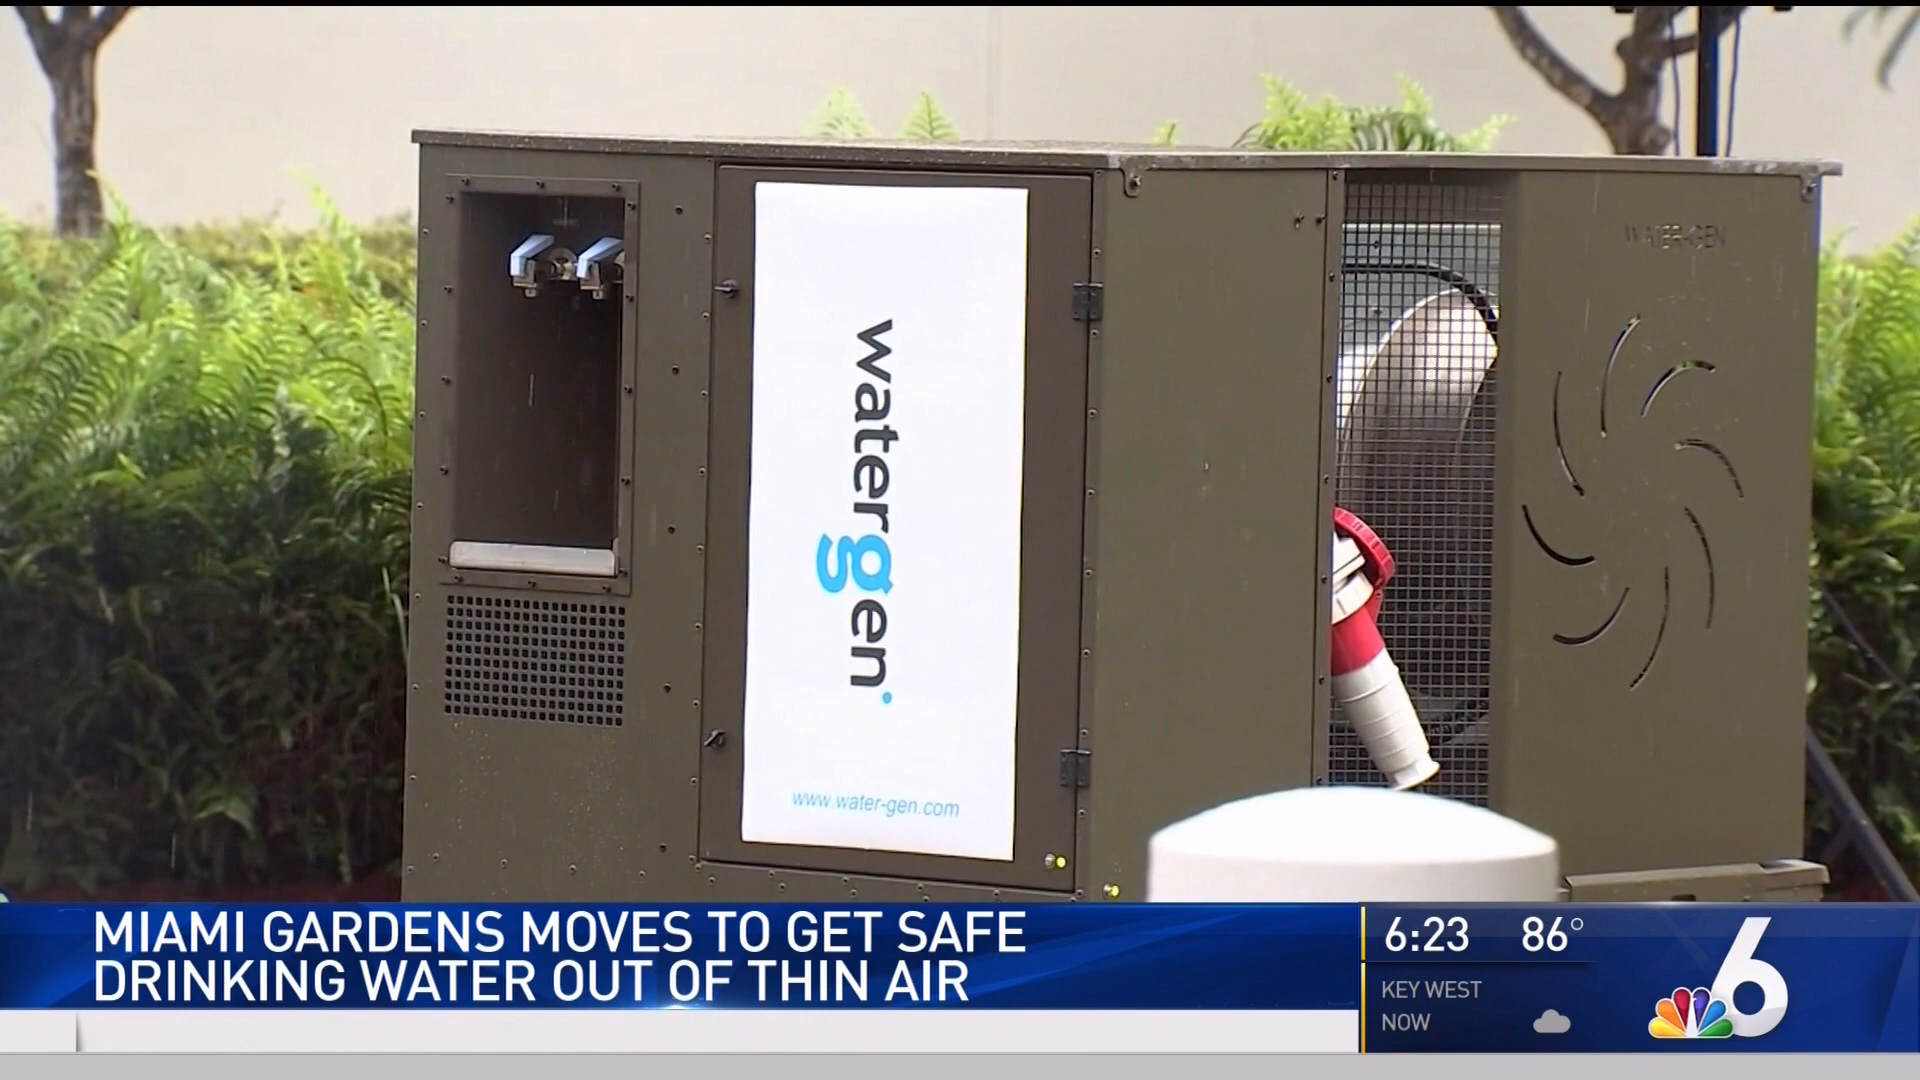 WATER-GEN
watergen
www.water-gen.com
MIAMI GARDENS MOVES TO GET SAFE
DRINKING WATER OUT OF THIN AIR
6:23 86°
KEY WEST
NOW
6